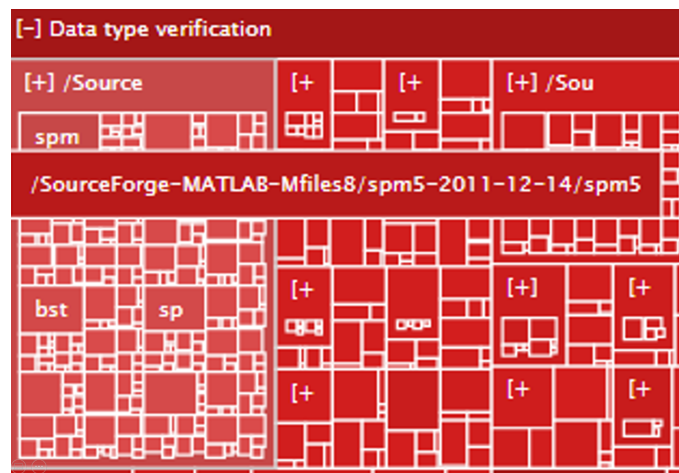 [-] Data type verification
[+] /Source
[+
[+
[+] /Sou
spm
/SourceForge-MATLAB-Mfiles8/spm5-2011-12-14/spm5
[+
[+]
[+
bst
sp
[+
[+
[+